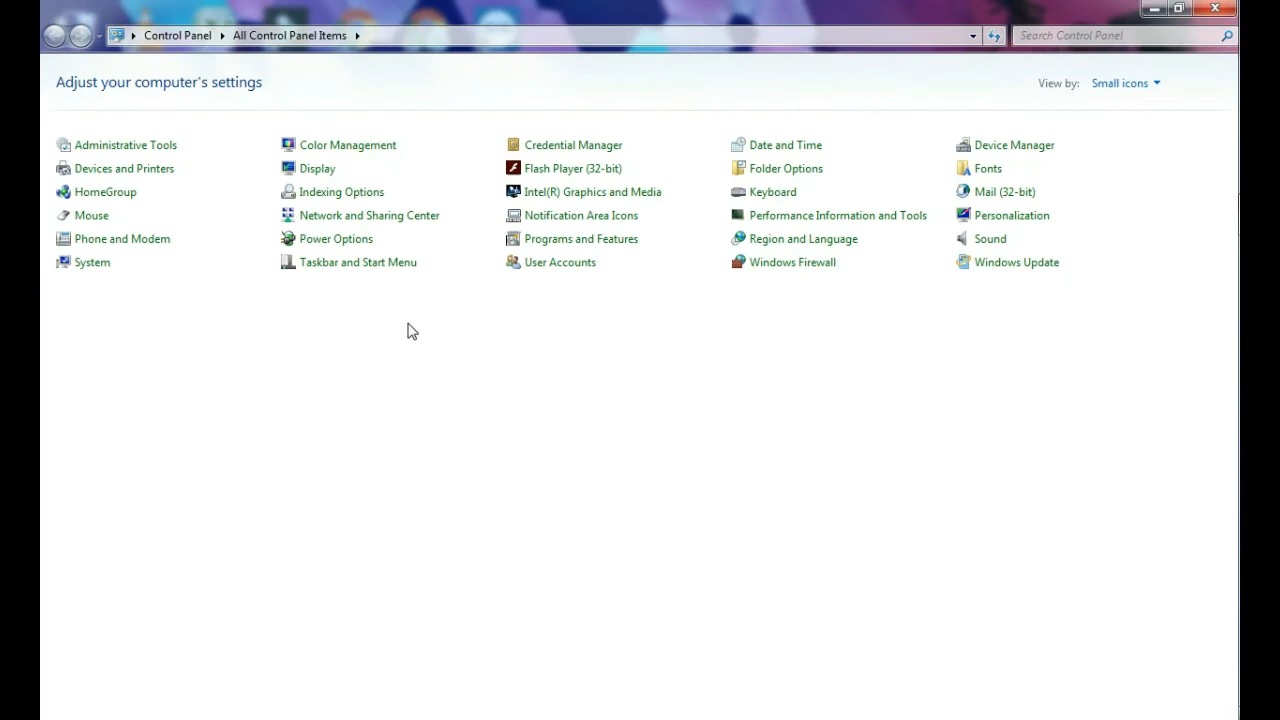 Control Panel All Control Panel Items Search Control Panel
Adjust your computer's settings View by: Small icons
Administrative Tools Color Management Credential Manager Date and Time Device Manager
Devices and Printers Display Flash Player (32-bit) Folder Options Fonts
HomeGroup Indexing Options Intel(R) Graphics and Media Keyboard Mail (32-bit)
Mouse Network and Sharing Center Notification Area Icons Performance Information and Tools Personalization
Phone and Modem Power Options Programs and Features Region and Language Sound
System Taskbar and Start Menu User Accounts Windows Firewall Windows Update